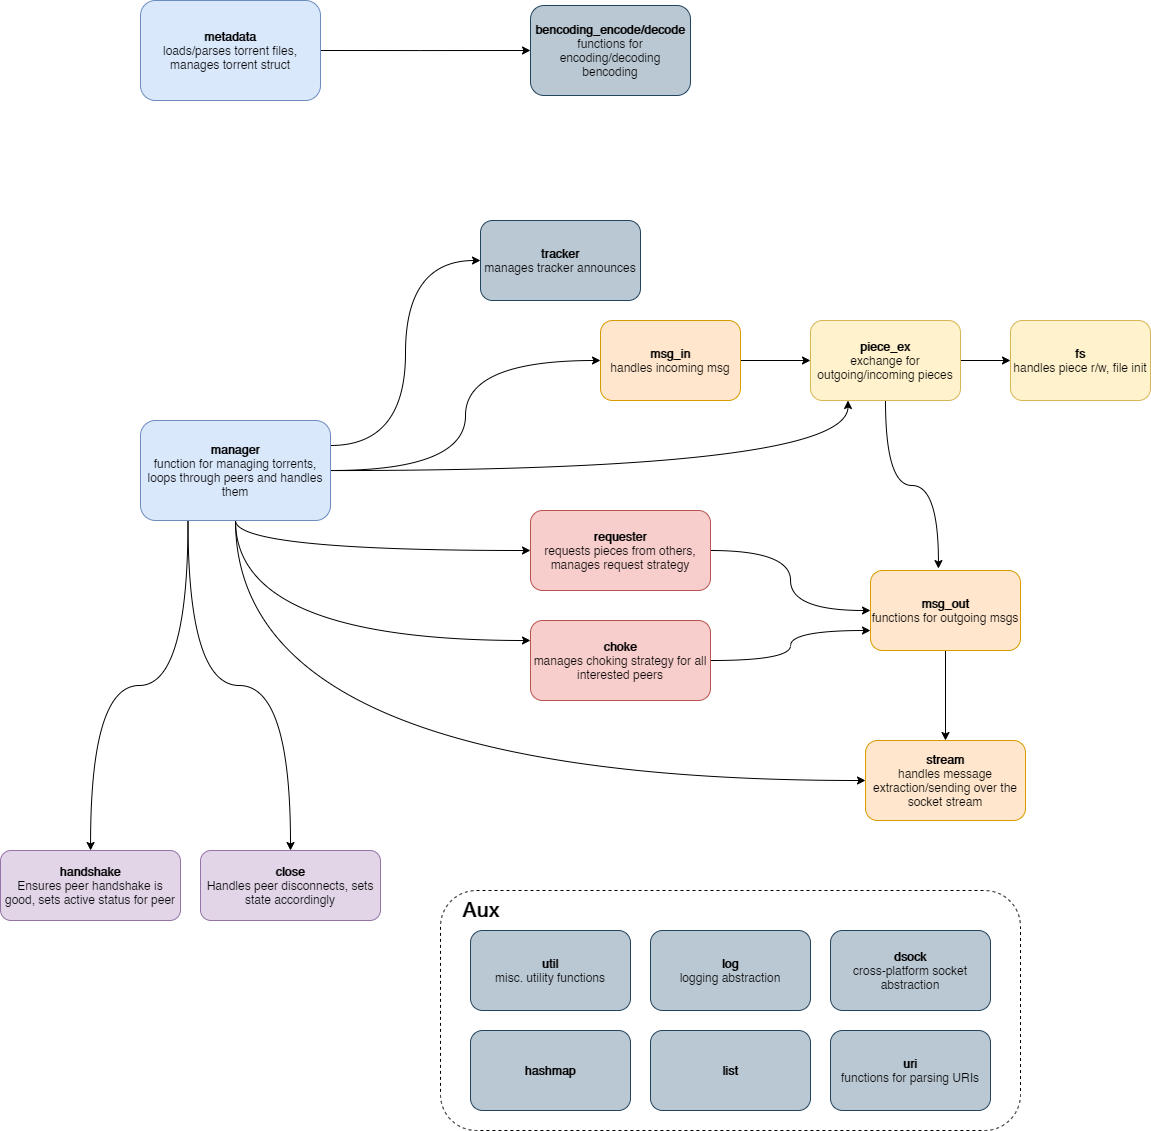 metadata
loads/parses torrent files,
manages torrent struct
bencoding_encode/decode
functions for
encoding/decoding
bencoding
tracker
manages tracker announces
msg_in
handles incoming msg
piece_ex
exchange for
outgoing/incoming pieces
fs
handles piece r/w, file init
manager
function for managing torrents,
loops through peers and handles
them
requester
requests pieces from others,
manages request strategy
msg_out
functions for outgoing msgs
choke
manages choking strategy for all
interested peers
stream
handles message
extraction/sending over the
socket stream
handshake
Ensures peer handshake is
good, sets active status for peer
close
Handles peer disconnects, sets
state accordingly
Aux
util
misc. utility functions
log
logging abstraction
dsock
cross-platform socket
abstraction
hashmap
list
uri
functions for parsing URIs